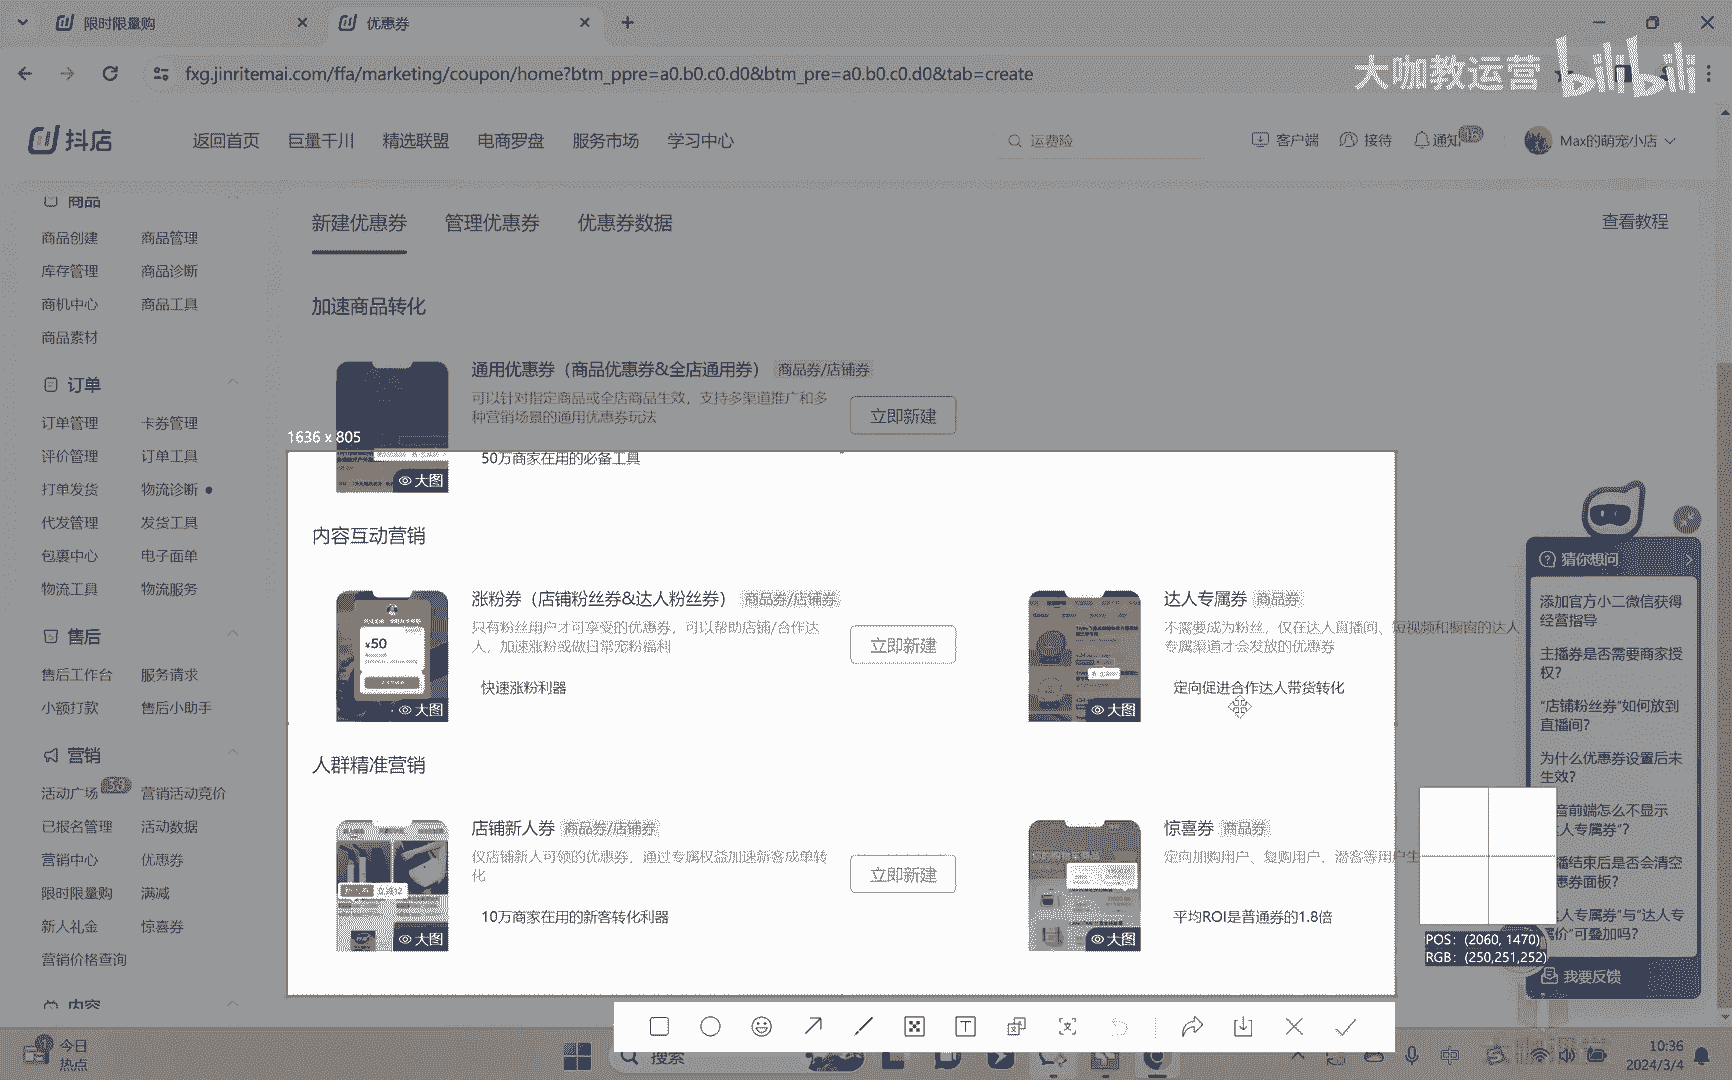 限时限量购
优惠券
fxg.jinritemai.com/ffa/marketing/coupon/home?btm_ppre=a0.b0.c0.d0&btm_pre=a0.b0.c0.d0&tab=create
大咖教运营 bilibili
抖店
返回首页 巨量千川 精选联盟 电商罗盘 服务市场 学习中心
运费险
客户端 接待 通知
Max的萌宠小店
商品
商品创建 商品管理
库存管理 商品诊断
商机中心 商品工具
商品素材
订单
订单管理 卡券管理
评价管理 订单工具
打单发货 物流诊断
代发管理 发货工具
包裹中心 电子面单
物流工具 物流服务
售后
售后工作台 服务请求
小额打款 售后小助手
营销
活动广场 营销活动竞价
已报名管理 活动数据
营销中心 优惠券
限时限量购 满减
新人礼金 惊喜券
营销价格查询
内容
新建优惠券 管理优惠券 优惠券数据
查看教程
加速商品转化
通用优惠券（商品优惠券&全店通用券） 商品券/店铺券
可以针对指定商品或全店商品生效，支持多渠道推广和多
种营销场景的通用优惠券玩法
立即新建
1636 x 805
50万商家在用的必备工具
大图
内容互动营销
涨粉券（店铺粉丝券&达人粉丝券） 商品券/店铺券
只有粉丝用户才可享受的优惠券，可以帮助店铺/合作达
人，加速涨粉或做日常宠粉福利
立即新建
快速涨粉利器
¥50
大图
达人专属券 商品券
不需要成为粉丝，仅在达人直播间、短视频和橱窗的达人
专属渠道才会发放的优惠券
定向促进合作达人带货转化
大图
人群精准营销
店铺新人券 商品券/店铺券
仅店铺新人可领的优惠券，通过专属权益加速新客成单转
化
立即新建
10万商家在用的新客转化利器
立减12
大图
惊喜券 商品券
定向加购用户、复购用户、潜客等用户生
平均ROI是普通券的1.8倍
大图
猜你想问
添加官方小二微信获得
经营指导
主播券是否需要商家授
权?
“店铺粉丝券”如何放到
直播间?
为什么优惠券设置后未
生效?
音前端怎么不显示
人专属券”?
播结束后是否会清空
惠券面板?
人专属券”与“达人专
属价”可叠加吗?
我要反馈
POS: (2060, 1470)
RGB: (250,251,252)
今日
热点
搜索
中
10:36
2024/3/4